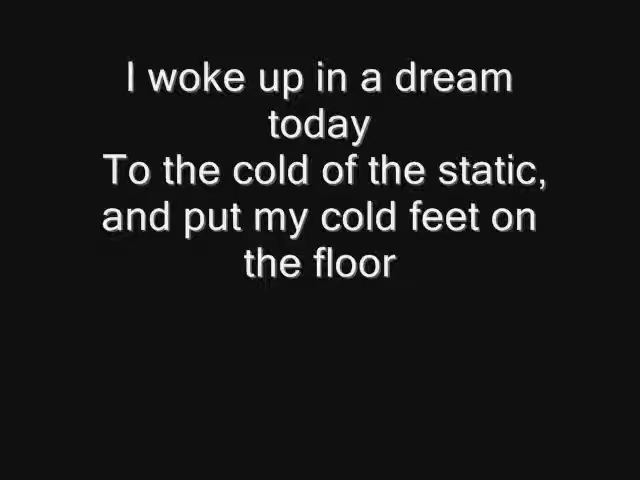 I woke up in a dream
today
To the cold of the static,
and put my cold feet on
the floor